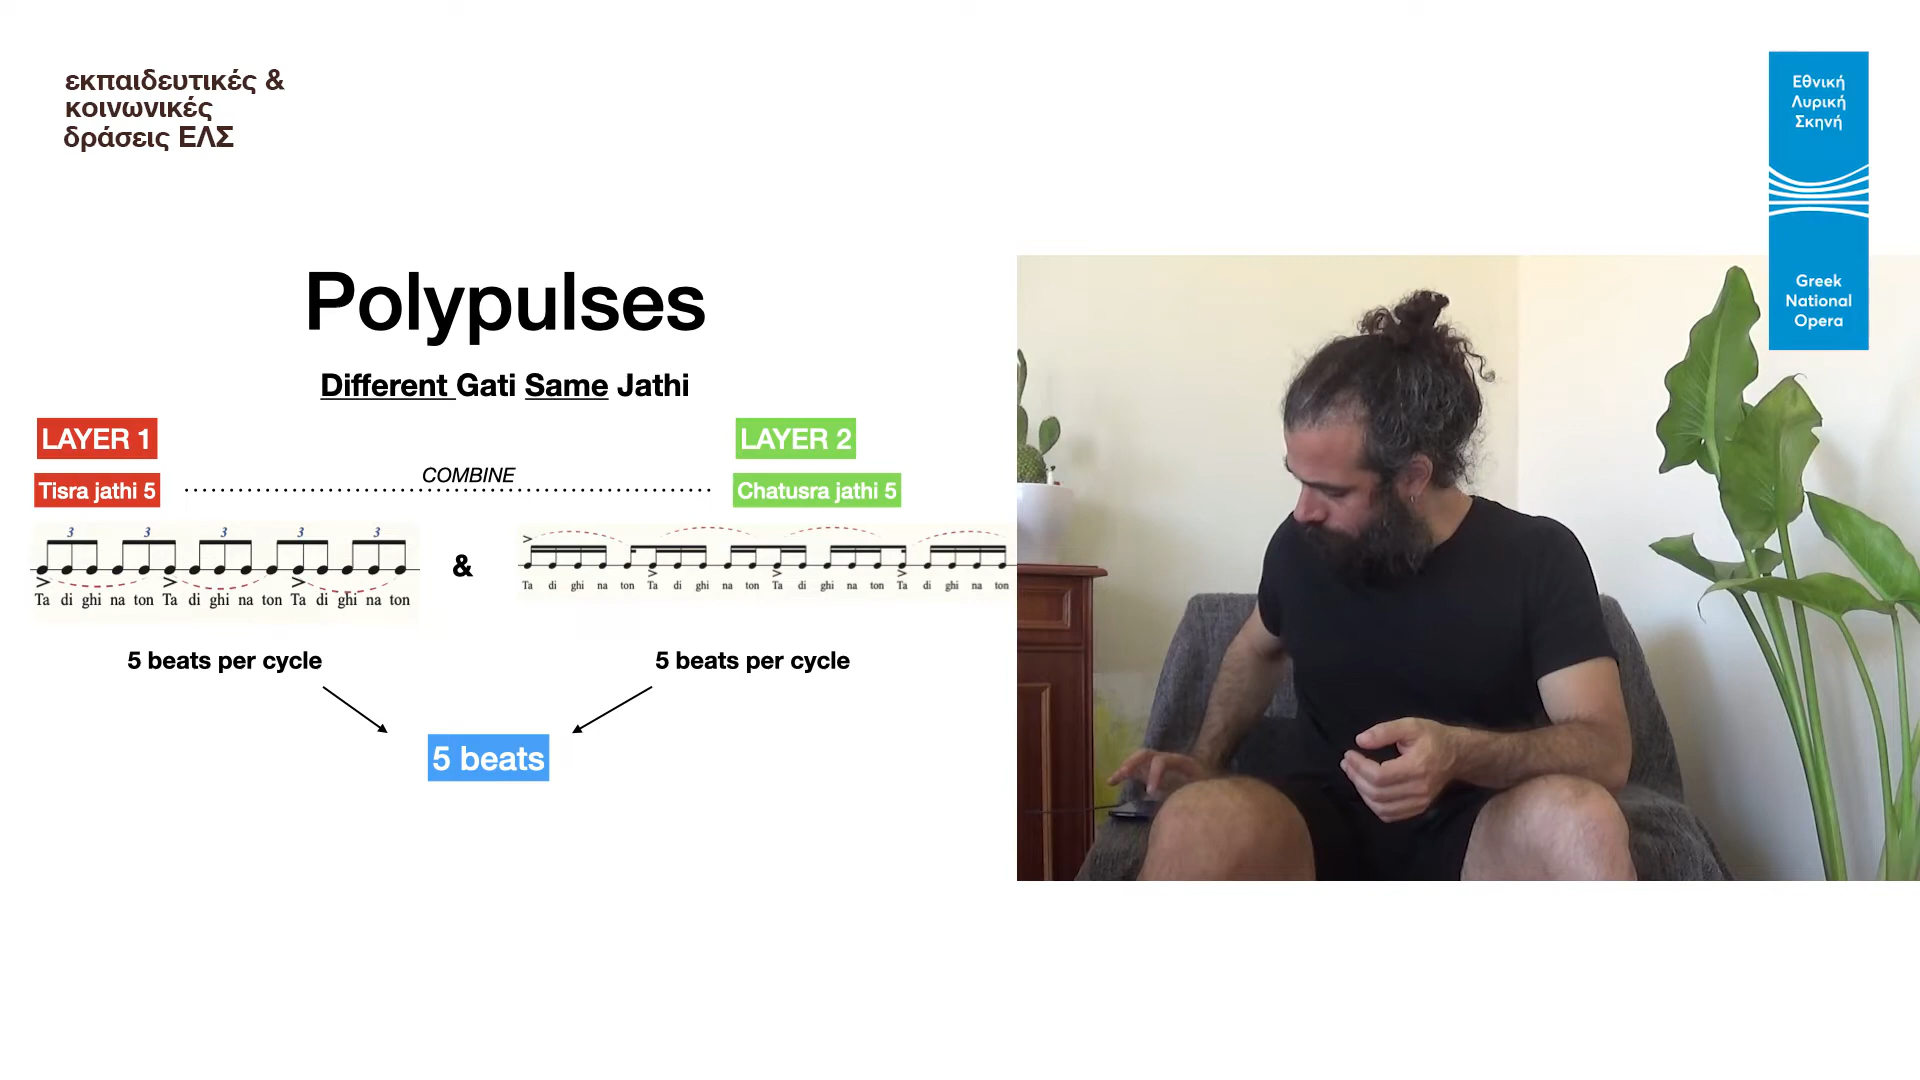 εκπαιδευτικές &
κοινωνικές
δράσεις ΕΛΣ
Εθνική
Λυρική
Σκηνή
Greek
National
Opera
Polypulses
Different Gati Same Jathi
LAYER 1
LAYER 2
COMBINE
Tisra jathi 5
Chatusra jathi 5
3 3 3 3 3
&
Ta di ghi na ton Ta di ghi na ton Ta di ghi na ton
Ta di ghi na ton Ta di ghi na ton Ta di ghi na ton Ta di ghi na ton
5 beats per cycle
5 beats per cycle
5 beats